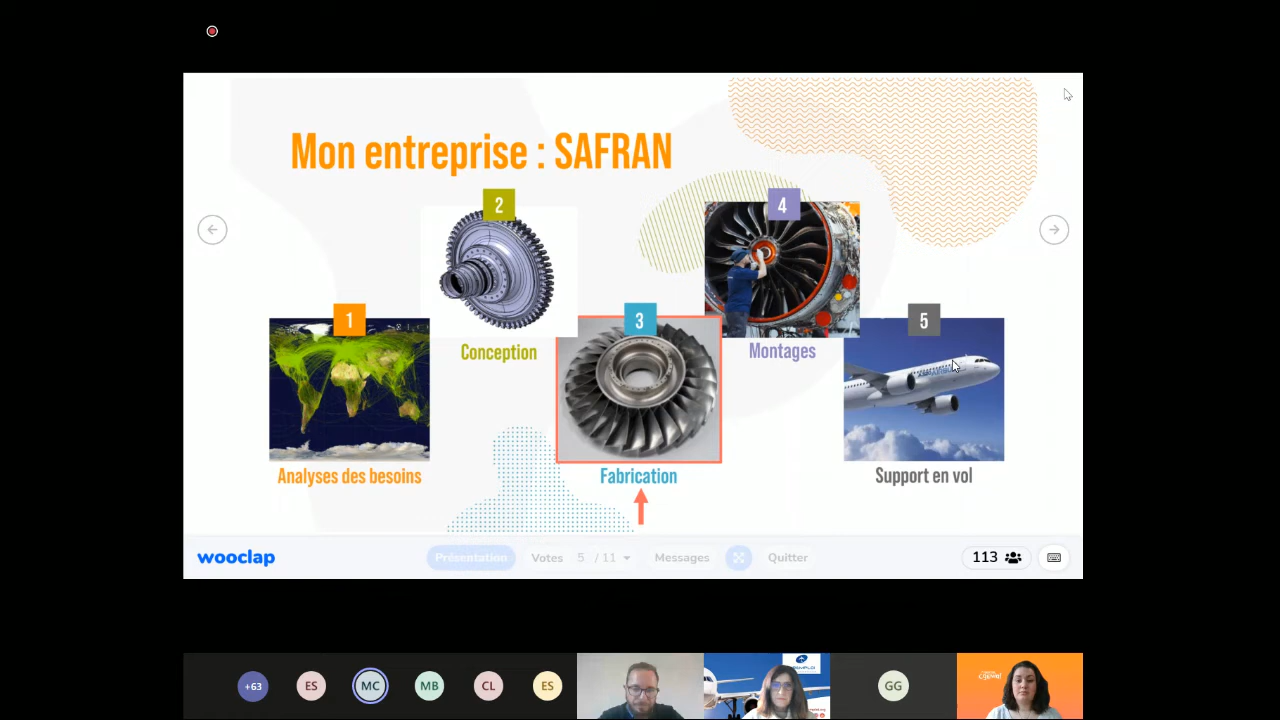 Mon entreprise : SAFRAN
1
Analyses des besoins
2
Conception
3
Fabrication
4
Montages
5
Support en vol
wooclap
Présentation
Votes 5 / 11
Messages
Quitter
113
+63
ES
MC
MB
CL
ES
GG